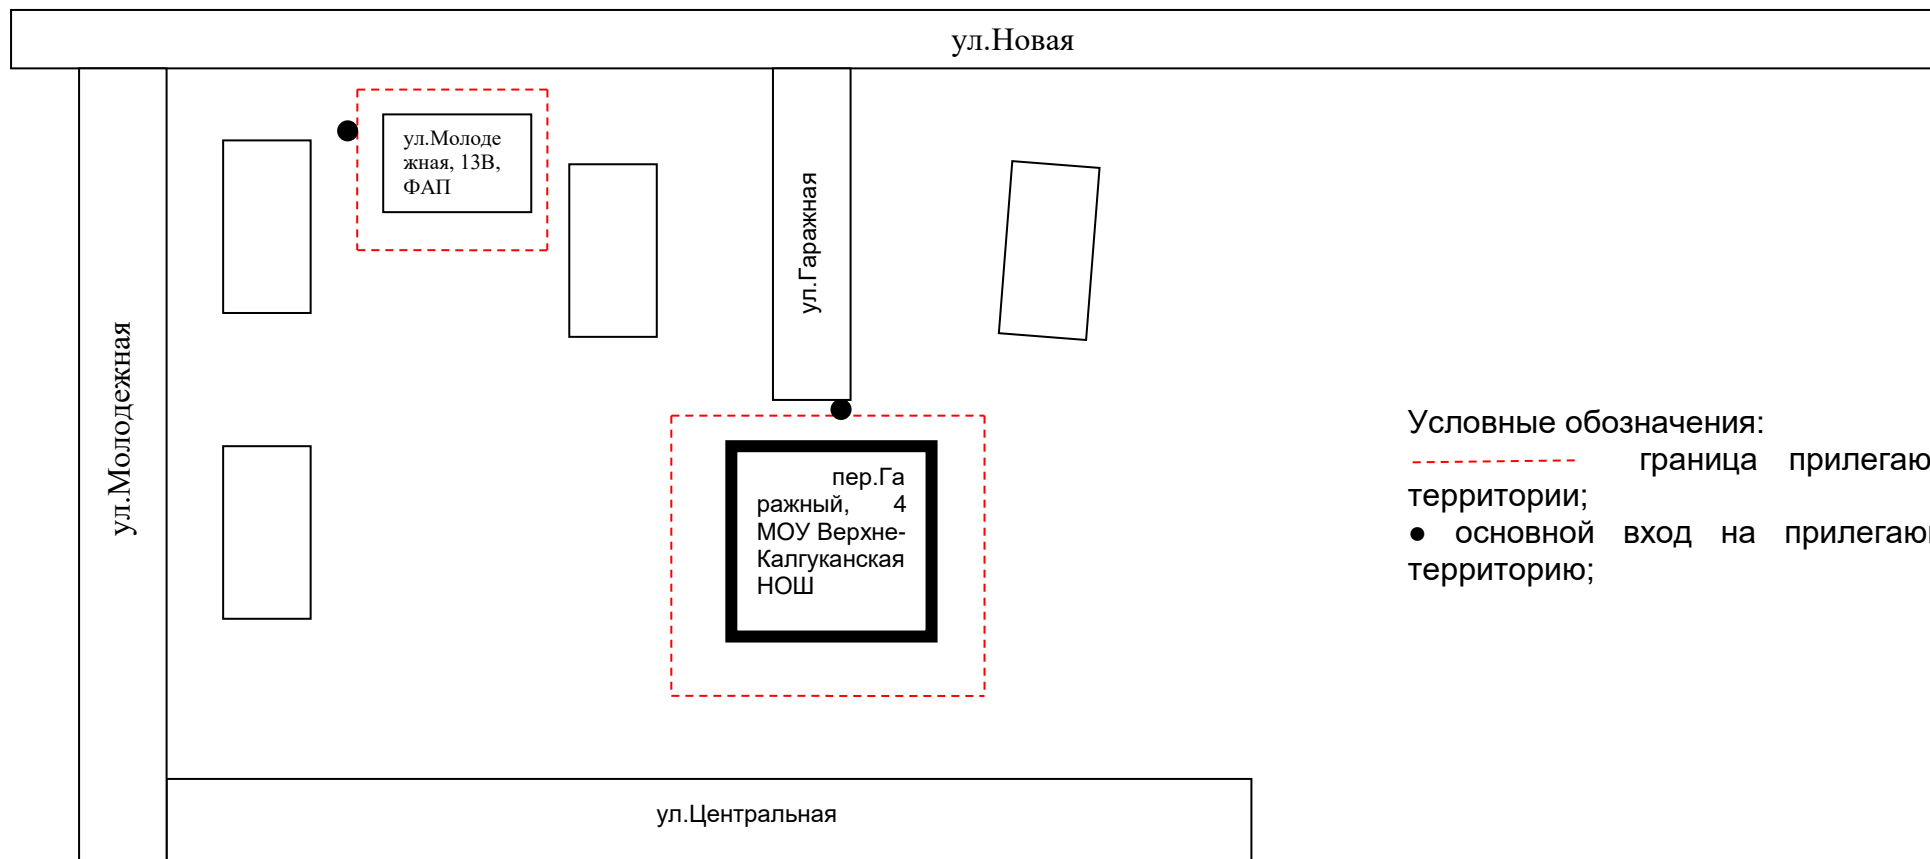 ул.Новая
ул.Молоде
жная, 13В,
ФАП
ул.Гаражная
ул.Молодежная
пер.Га
ражный, 4
МОУ Верхне-
Калгуканская
НОШ
Условные обозначения:
граница прилегаю
территории;
● основной вход на прилегаю
территорию;
ул.Центральная